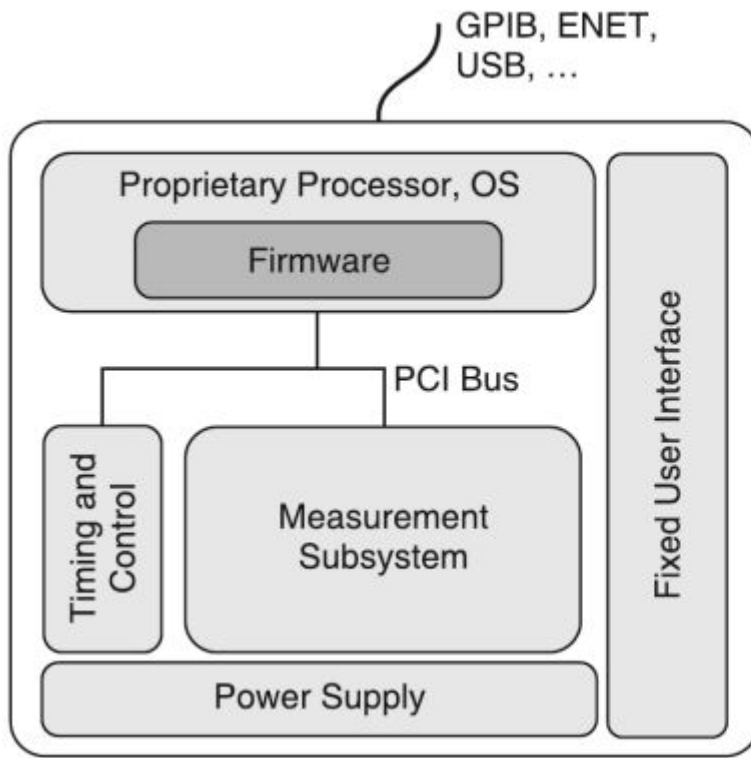 GPIB, ENET,
USB, …
Proprietary Processor, OS
Firmware
PCI Bus
Timing and
Control
Measurement
Subsystem
Fixed User Interface
Power Supply